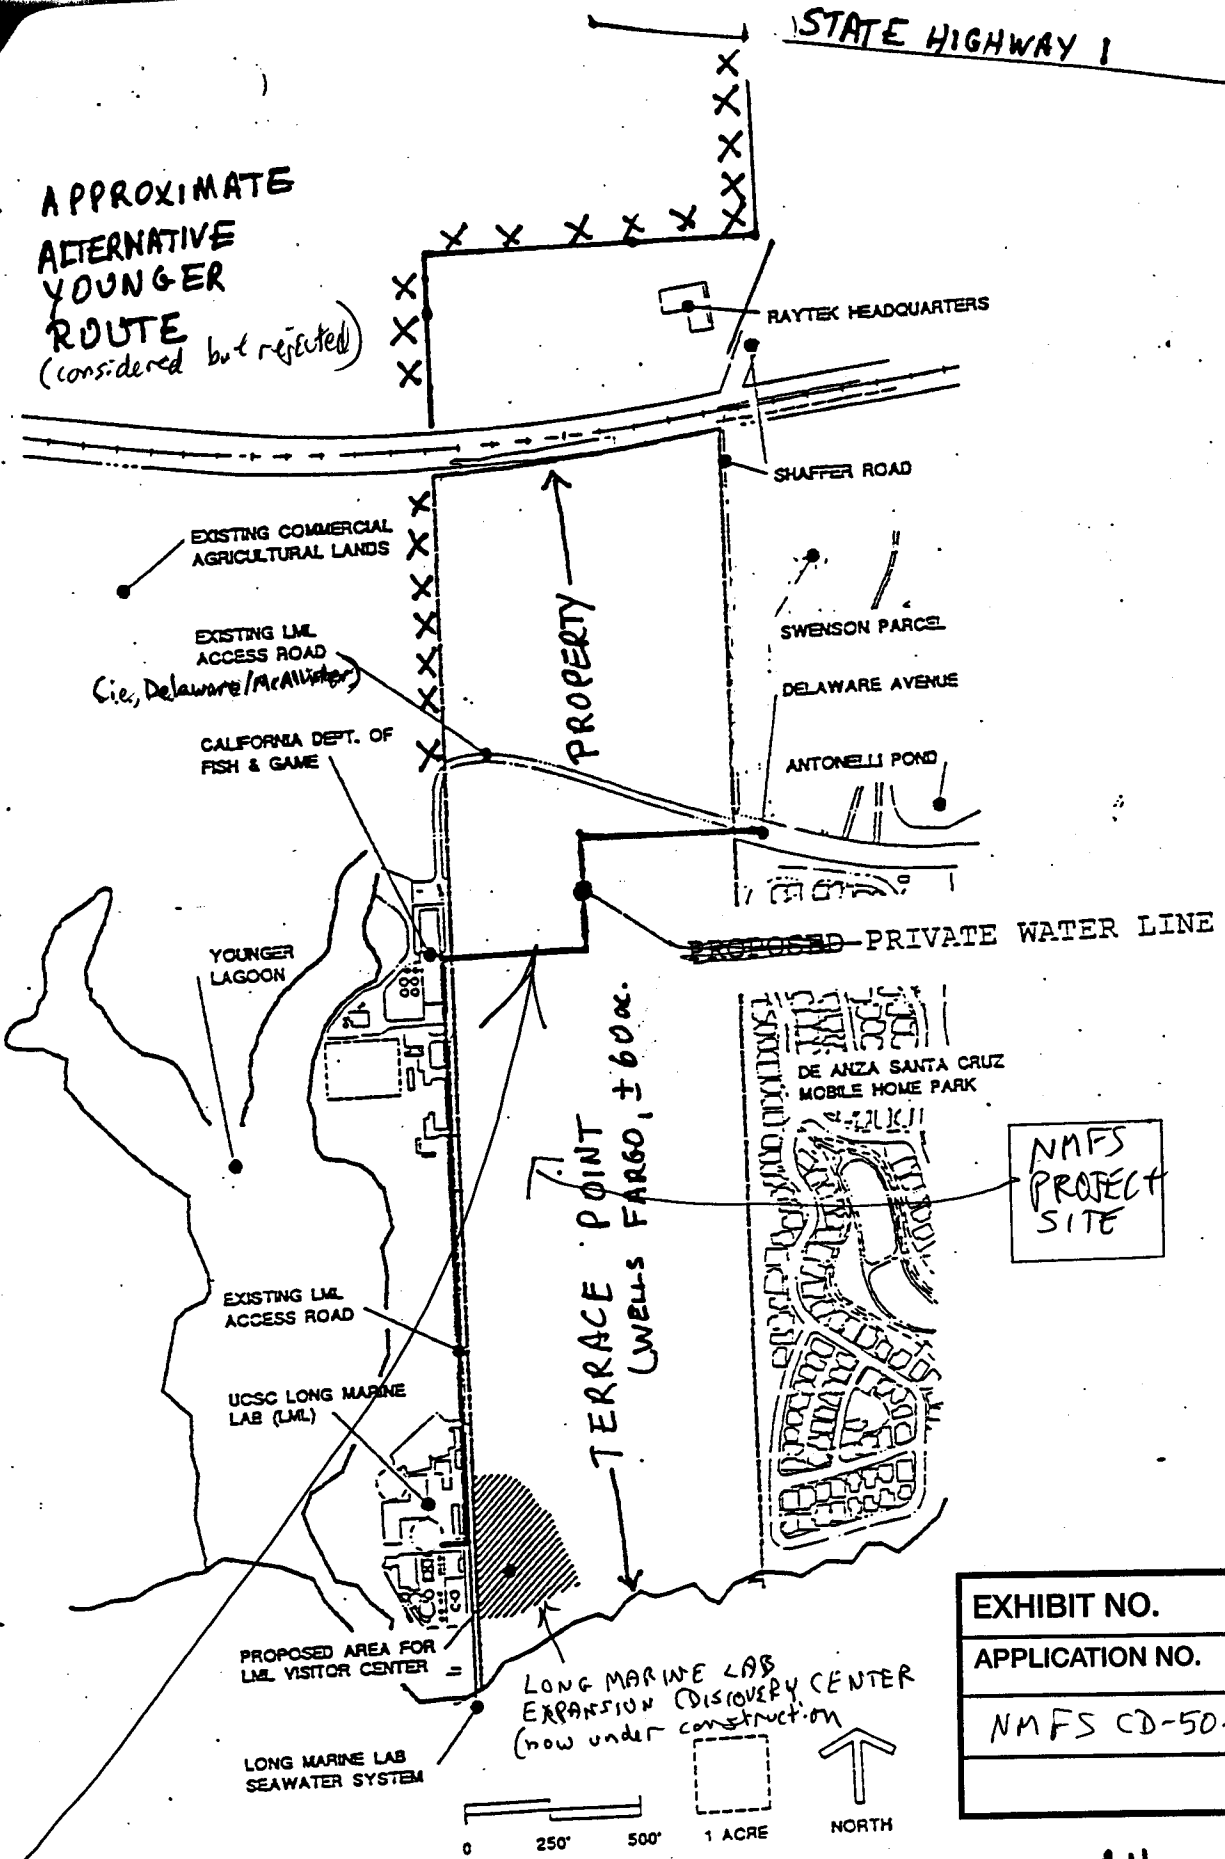 STATE HIGHWAY 1
APPROXIMATE
ALTERNATIVE
YOUNGER
ROUTE
(considered but rejected)
RAYTEK HEADQUARTERS
SHAFFER ROAD
EXISTING COMMERCIAL
AGRICULTURAL LANDS
EXISTING LML
ACCESS ROAD
(i.e., Delaware/McAllister)
PROPERTY
SWENSON PARCEL
DELAWARE AVENUE
CALIFORNIA DEPT. OF
FISH & GAME
ANTONELLI POND
PROPOSED PRIVATE WATER LINE
YOUNGER
LAGOON
DE ANZA SANTA CRUZ
MOBILE HOME PARK
TERRACE POINT
(WELLS FARGO, ±60 ac.
NMFS
PROJECT
SITE
EXISTING LML
ACCESS ROAD
UCSC LONG MARINE
LAB (LML)
PROPOSED AREA FOR
LML VISITOR CENTER
LONG MARINE LAB
EXPANSION (DISCOVERY CENTER
(now under construction
LONG MARINE LAB
SEAWATER SYSTEM
0 250' 500'
1 ACRE
NORTH
EXHIBIT NO.
APPLICATION NO.
NMFS CD-50-